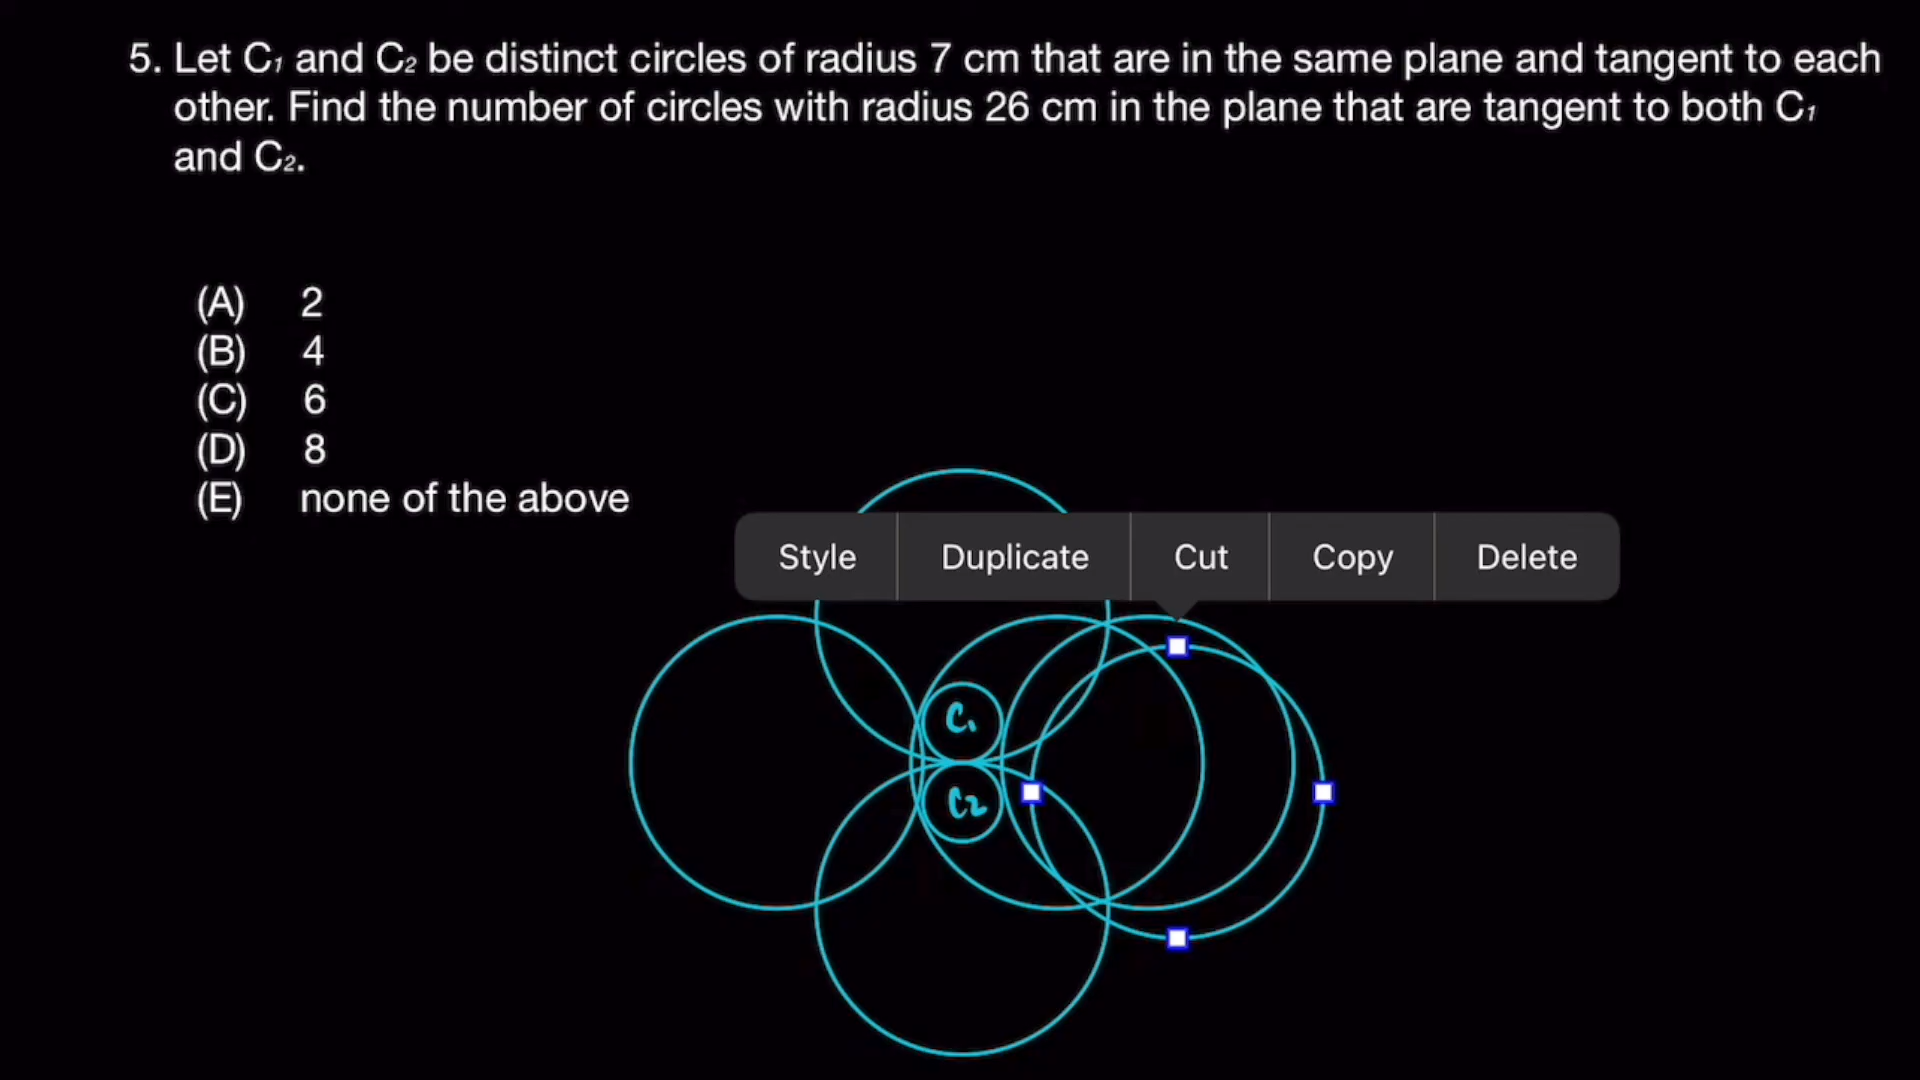 5. Let C₁ and C₂ be distinct circles of radius 7 cm that are in the same plane and tangent to each
other. Find the number of circles with radius 26 cm in the plane that are tangent to both C₁
and C₂.
(A) 2
(B) 4
(C) 6
(D) 8
(E) none of the above
Style Duplicate Cut Copy Delete
C₁
C₂